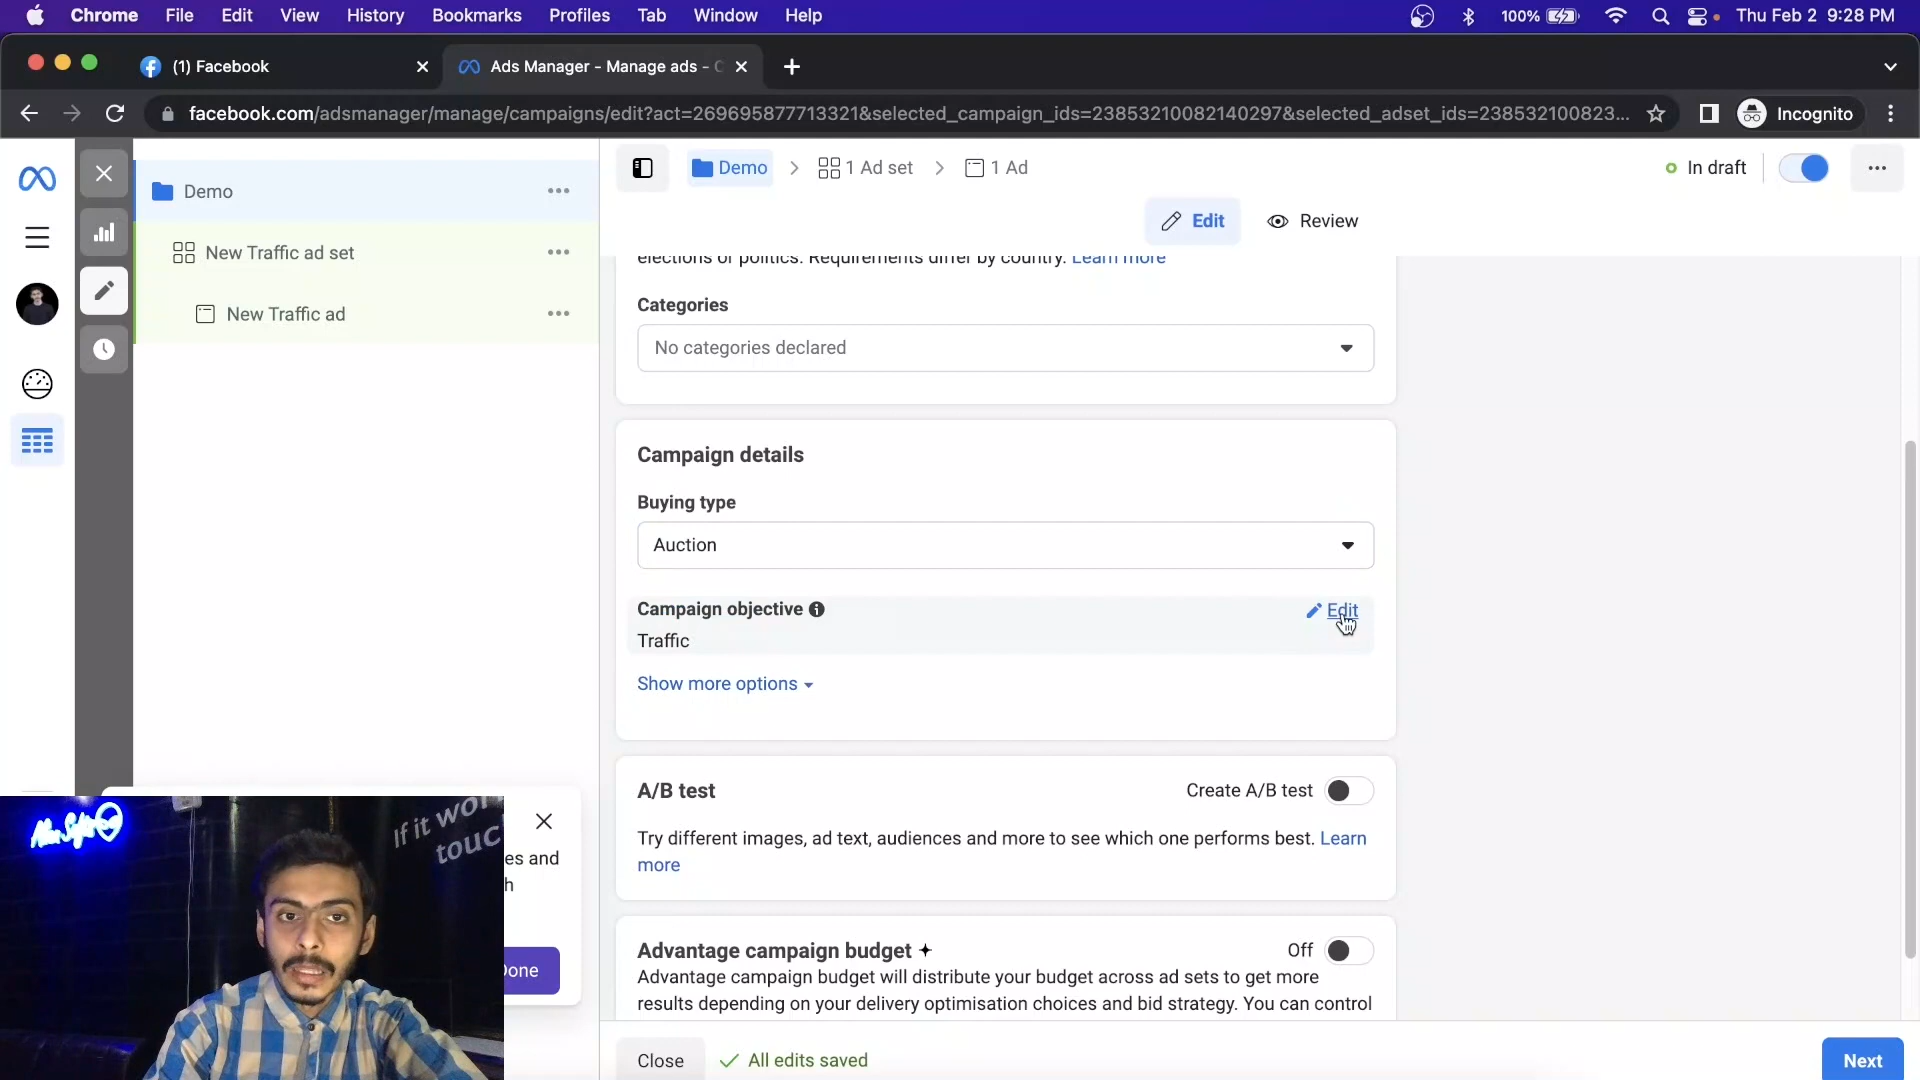 Chrome File Edit View History Bookmarks Profiles Tab Window Help 100% Thu Feb 2 9:28 PM
(1) Facebook Ads Manager - Manage ads -
facebook.com/adsmanager/manage/campaigns/edit?act=269695877713321&selected_campaign_ids=23853210082140297&selected_adset_ids=238532100823... Incognito
Demo
New Traffic ad set
New Traffic ad
Demo 1 Ad set 1 Ad
In draft
Edit Review
elections or politics. Requirements differ by country. Learn more
Categories
No categories declared
Campaign details
Buying type
Auction
Campaign objective
Edit
Traffic
Show more options
A/B test
Create A/B test
Try different images, ad text, audiences and more to see which one performs best. Learn
more
Advantage campaign budget
Off
Advantage campaign budget will distribute your budget across ad sets to get more
results depending on your delivery optimisation choices and bid strategy. You can control
Close All edits saved
Next
es and
h
one
If it wor
touc